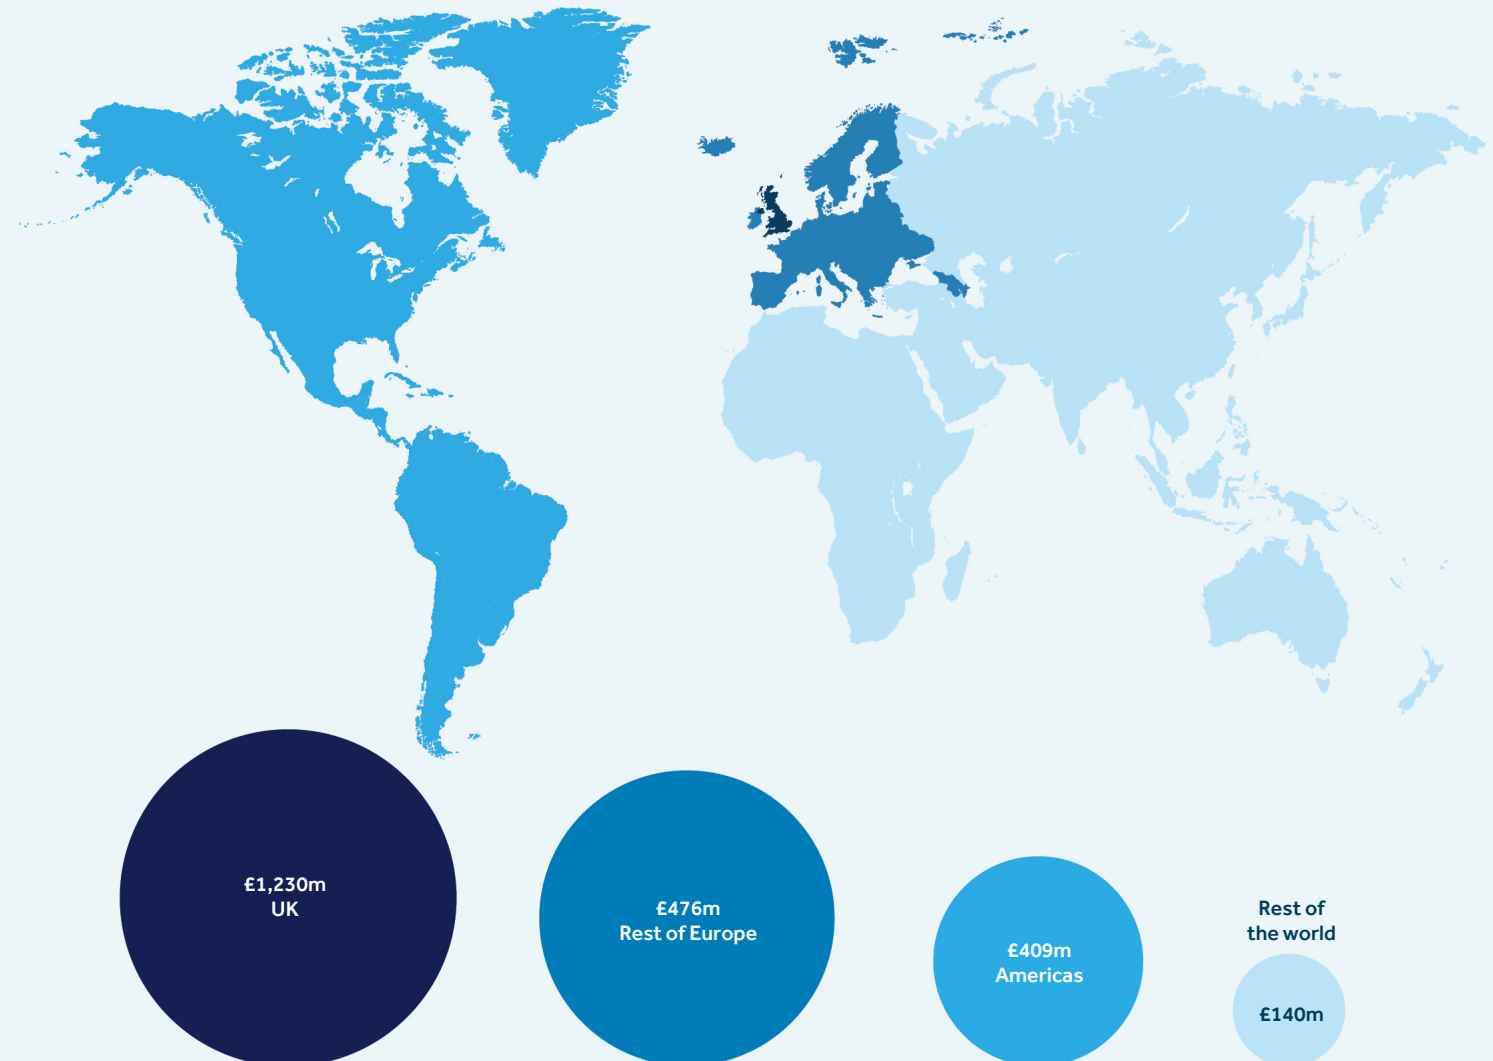 £1,230m
UK
£476m
Rest of Europe
£409m
Americas
Rest of
the world
£140m